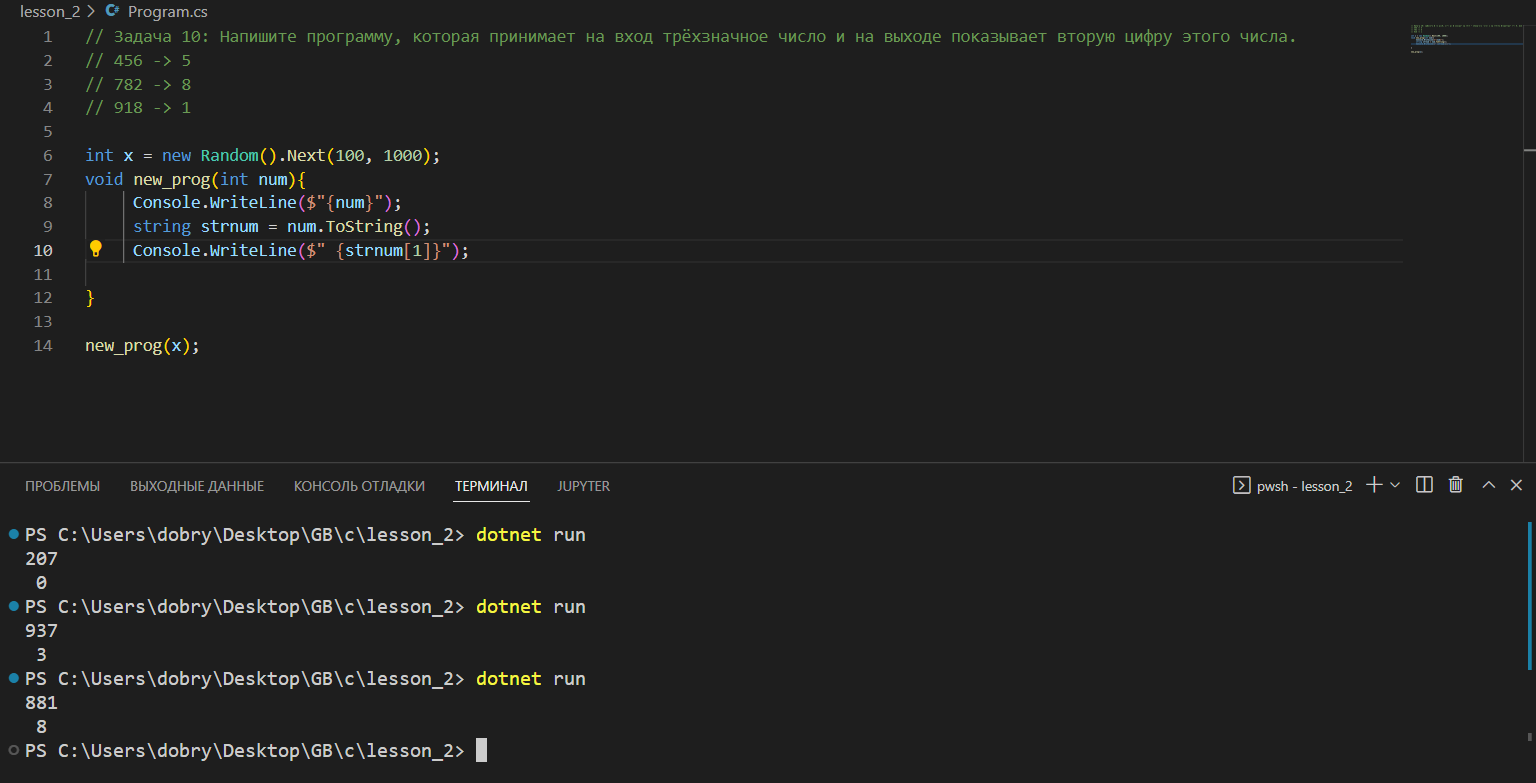 lesson_2 > C# Program.cs
1 // Задача 10: Напишите программу, которая принимает на вход трёхзначное число и на выходе показывает вторую цифру этого числа.
2 // 456 -> 5
3 // 782 -> 8
4 // 918 -> 1
5
6 int x = new Random().Next(100, 1000);
7 void new_prog(int num){
8 Console.WriteLine($"{num}");
9 string strnum = num.ToString();
10 Console.WriteLine($" {strnum[1]}");
11
12 }
13
14 new_prog(x);
ПРОБЛЕМЫ ВЫХОДНЫЕ ДАННЫЕ КОНСОЛЬ ОТЛАДКИ ТЕРМИНАЛ JUPYTER pwsh - lesson_2
PS C:\Users\dobry\Desktop\GB\c\lesson_2> dotnet run
207
0
PS C:\Users\dobry\Desktop\GB\c\lesson_2> dotnet run
937
3
PS C:\Users\dobry\Desktop\GB\c\lesson_2> dotnet run
881
8
PS C:\Users\dobry\Desktop\GB\c\lesson_2>